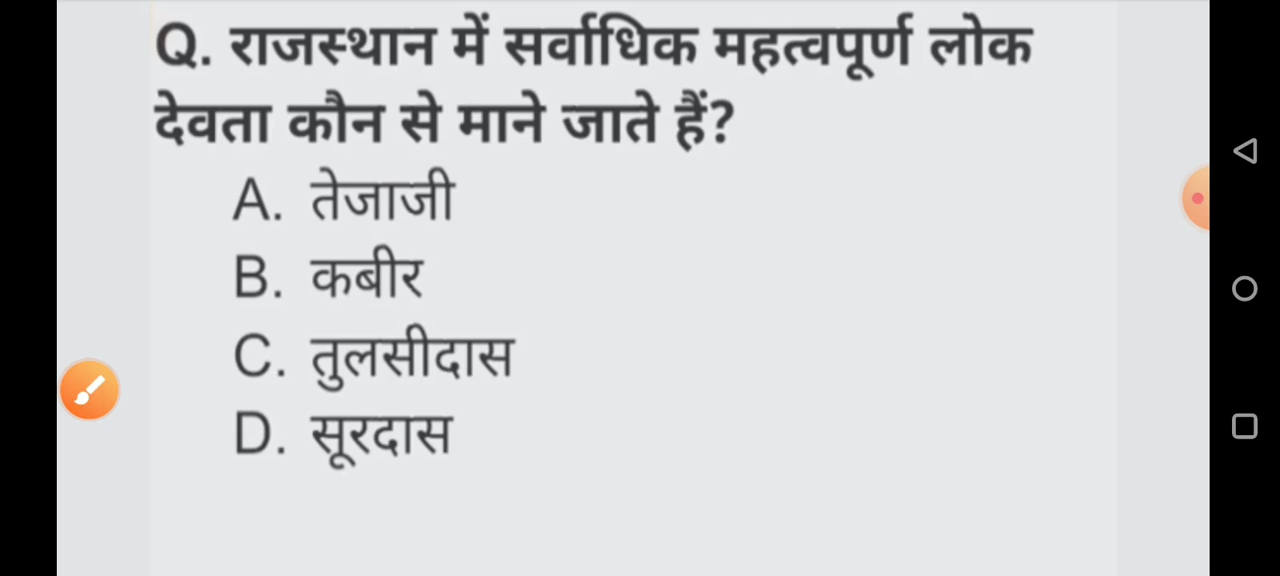 Q. राजस्थान में सर्वाधिक महत्वपूर्ण लोक
देवता कौन से माने जाते हैं?
A. तेजाजी
B. कबीर
C. तुलसीदास
D. सूरदास